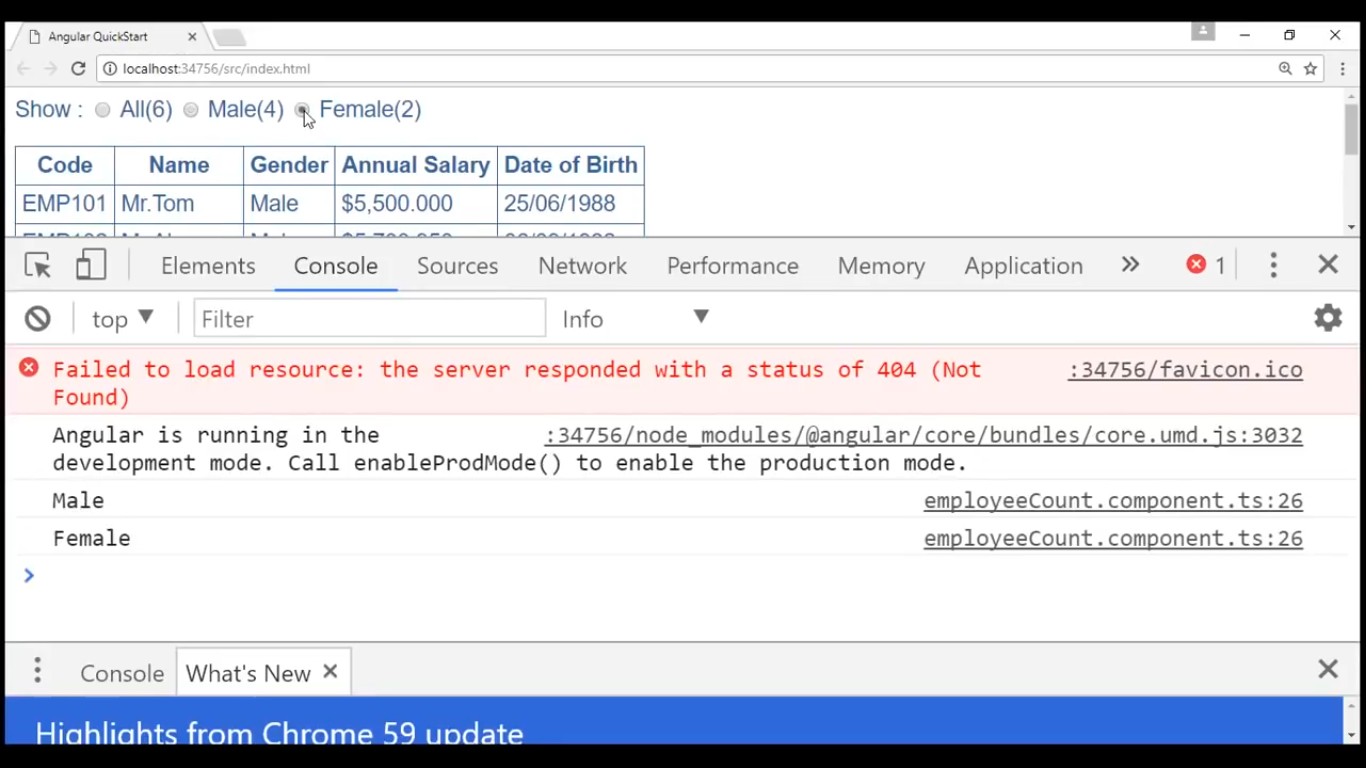 Angular QuickStart
localhost:34756/src/index.html
Show : All(6) Male(4) Female(2)
Code Name Gender Annual Salary Date of Birth
EMP101 Mr.Tom Male $5,500.000 25/06/1988
Elements Console Sources Network Performance Memory Application 1
top Filter Info
Failed to load resource: the server responded with a status of 404 (Not :34756/favicon.ico
Found)
Angular is running in the :34756/node_modules/@angular/core/bundles/core.umd.js:3032
development mode. Call enableProdMode() to enable the production mode.
Male employeeCount.component.ts:26
Female employeeCount.component.ts:26
Console What's New
Highlights from Chrome 59 update